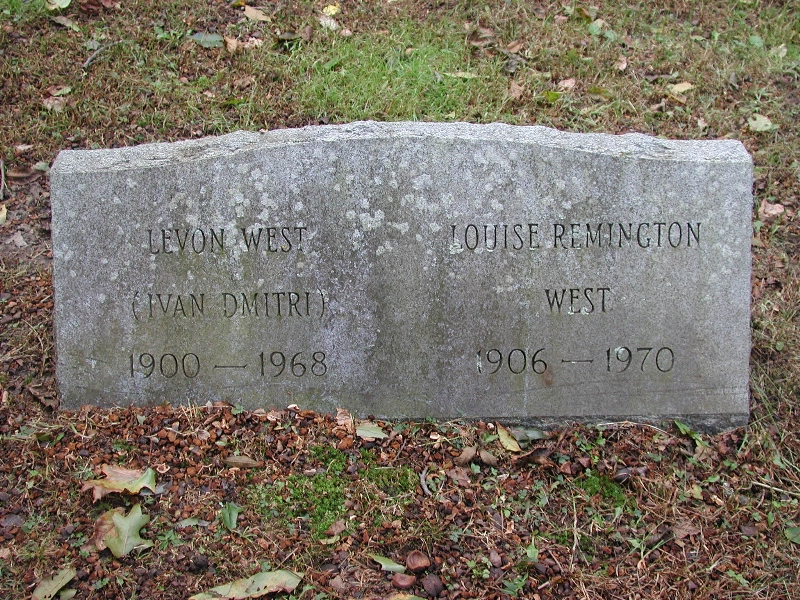 LEVON WEST
(IVAN DMITRI)
1900 — 1968
LOUISE REMINGTON
WEST
1906 — 1970